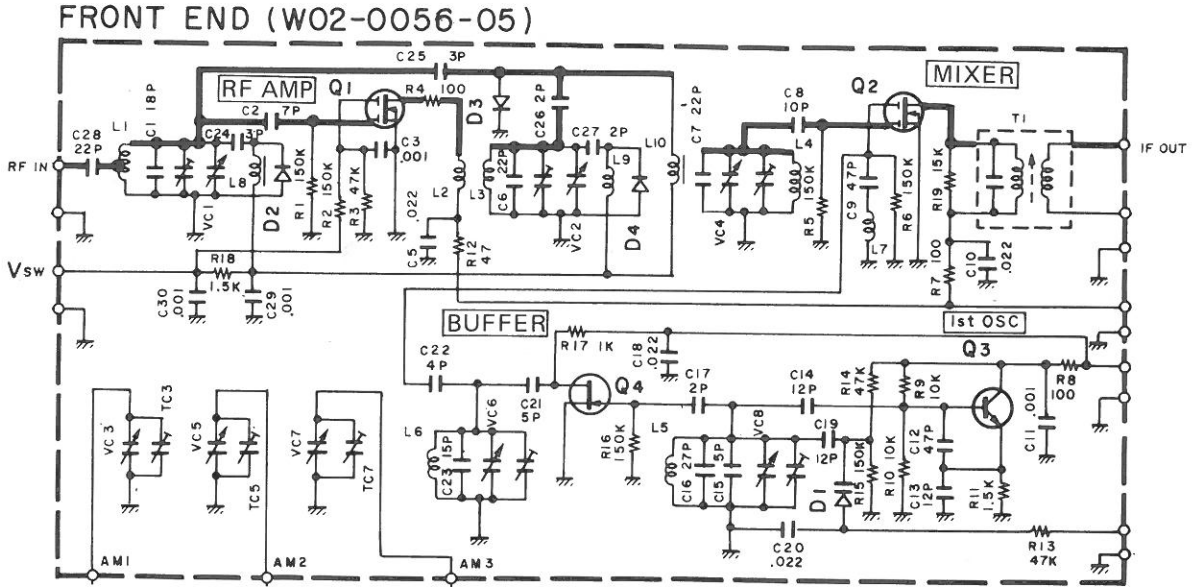 FRONT END (W02-0056-05)
C25 3P
RF AMP
Q1
R4 100
D3
C26 2P
MIXER
Q2
C8 10P
C7 22P
L4
T1
L1
C1 18P
C2 7P
C24 3P
L8
D2
C28 22P
RF IN
VC1
R1 150K
R2 150K
R3 47K
C3 .001
L2
L3
C6 22P
C27 2P
L9
L10
VC2
D4
C5 .022
R12 47
VC4
R5 150K
C9 47P
L7
R6 150K
R19 15K
R7 100
C10 .022
IF OUT
VSW
R18 1.5K
C30 .001
C29 .001
BUFFER
1st OSC
R17 1K
C18 .022
Q3
C22 4P
C21 5P
Q4
C17 2P
C14 12P
R14 47K
R9 10K
R8 100
C11 .001
L6
C23 15P
VC6
R16 150K
L5
C16 27P
C15 5P
VC8
C19 12P
D1
R15 150K
R10 10K
C12 47P
C13 12P
R11 1.5K
C20 .022
R13 47K
VC3
TC3
VC5
TC5
VC7
TC7
AM1
AM2
AM3